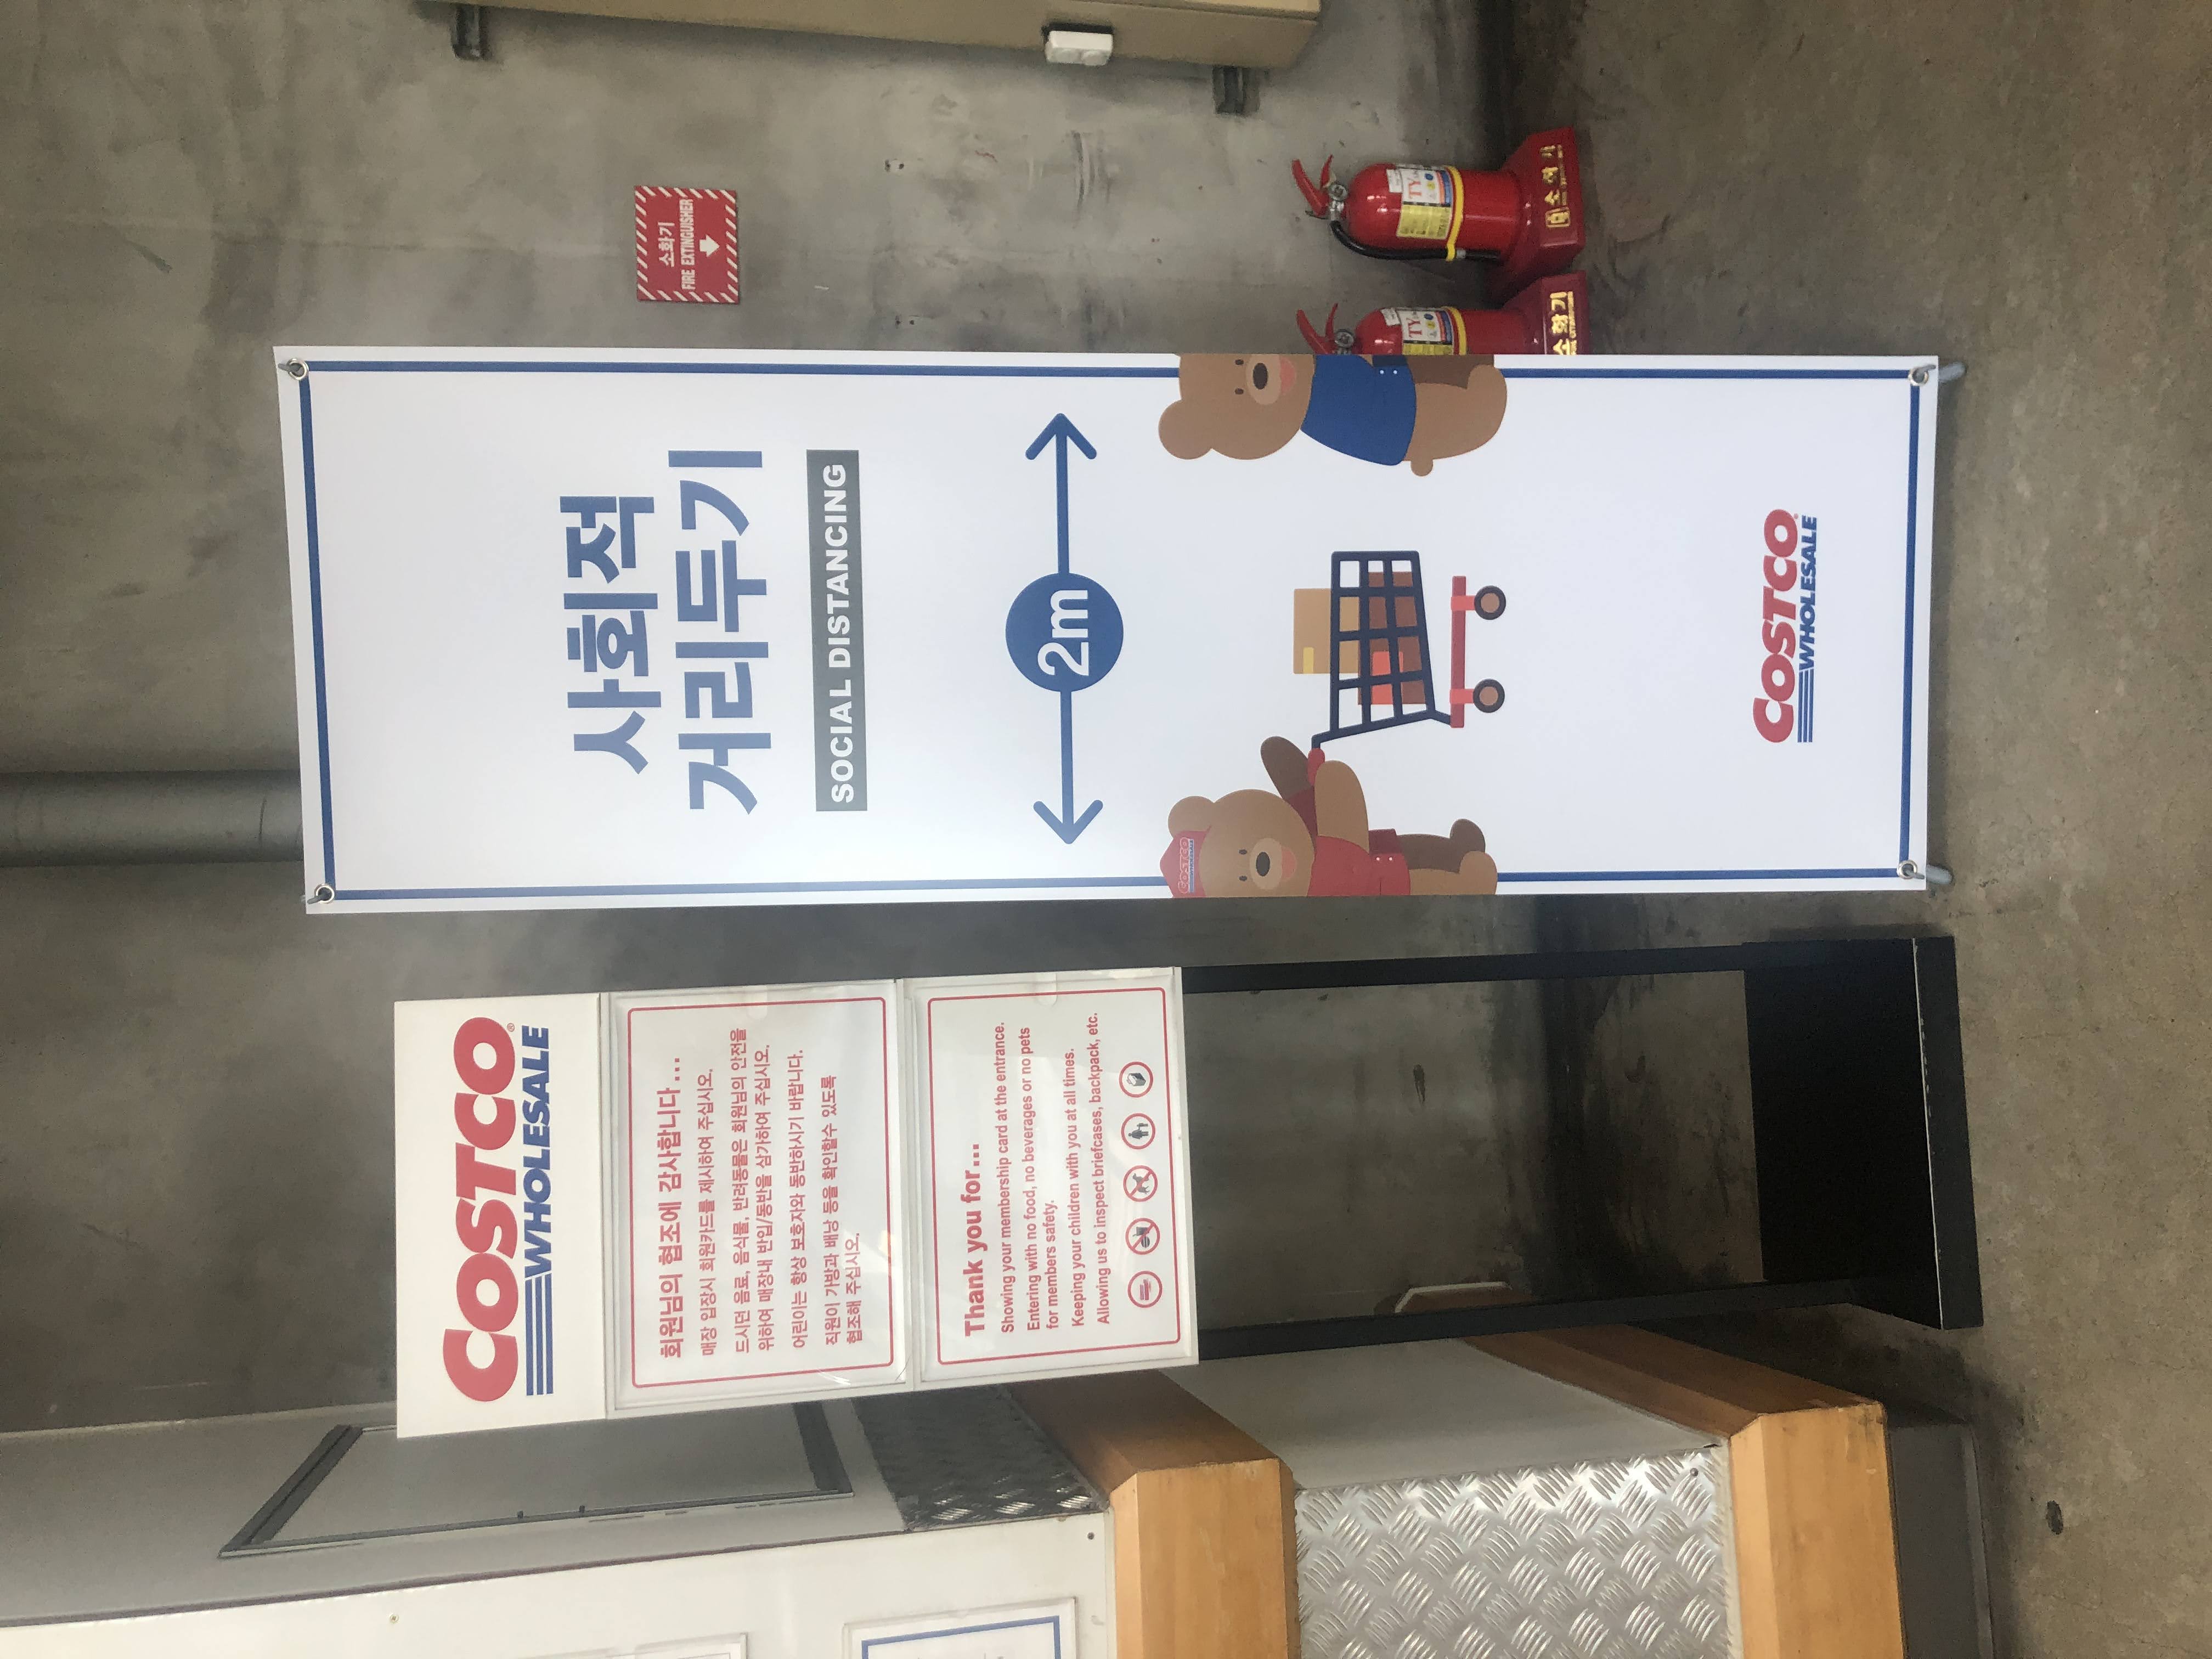 COSTCO
WHOLESALE
회원님의 협조에 감사합니다...
매장 입장시 회원카드를 제시하여 주십시오.
드시던 음료, 음식물, 반려동물은 회원님의 안전을
위하여 매장내 반입/동반을 삼가하여 주십시오.
어린이는 항상 보호자와 동반하시기 바랍니다.
직원이 가방과 배낭 등을 확인할수 있도록
협조해 주십시오.
Thank you for...
Showing your membership card at the entrance.
Entering with no food, no beverages or no pets
for members safety.
Keeping your children with you at all times.
Allowing us to inspect briefcases, backpack, etc.
사회적
거리두기
SOCIAL DISTANCING
2m
COSTCO
WHOLESALE
COSTCO
WHOLESALE
소화기
FIRE EXTINGUISHER
TY
TY
소화기
소화기